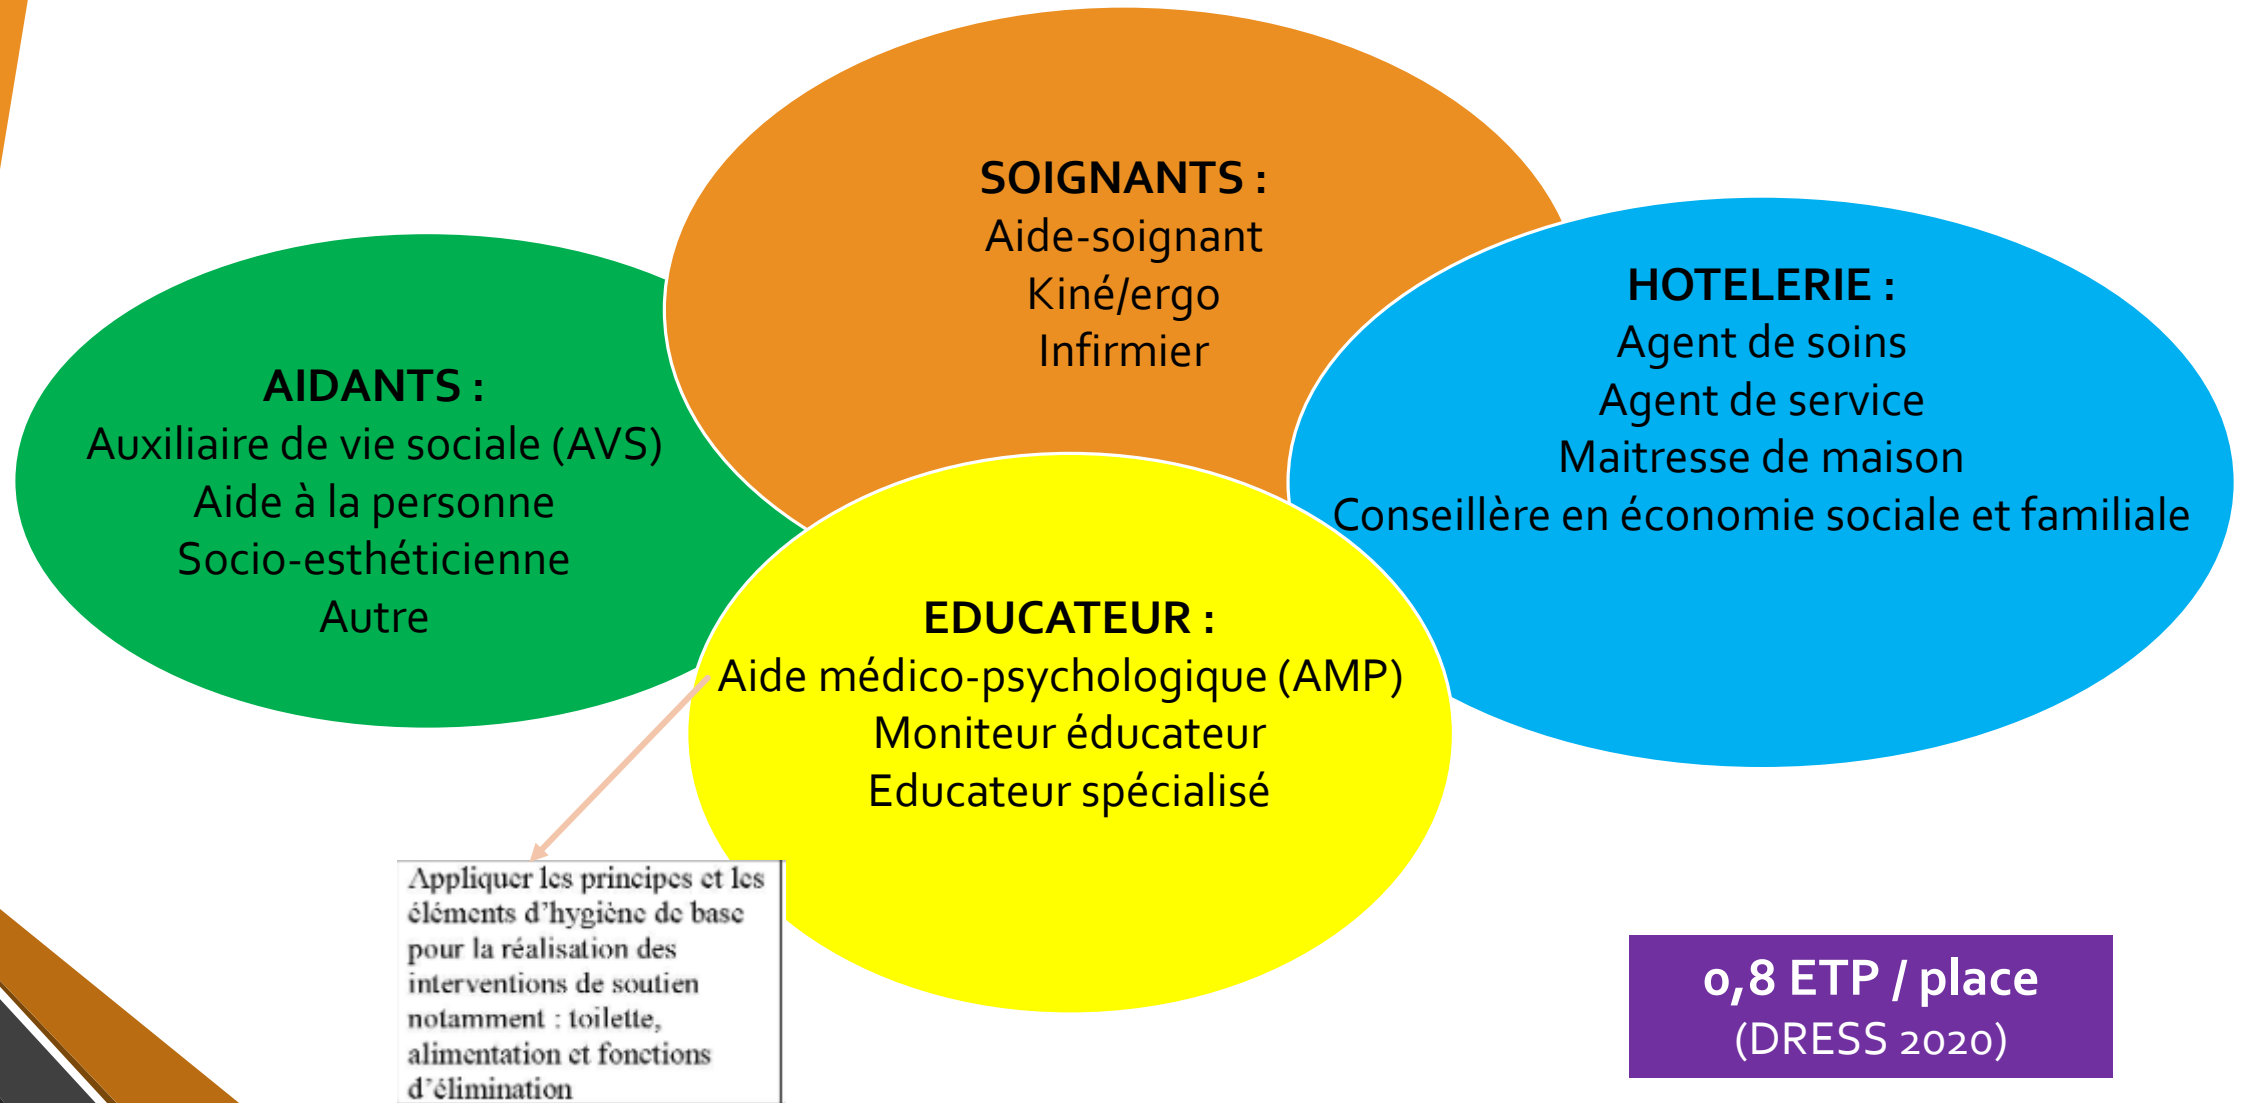 SOIGNANTS :
Aide-soignant
Kiné/ergo
Infirmier
HOTELERIE :
Agent de soins
Agent de service
Maitresse de maison
Conseillère en économie sociale et familiale
AIDANTS :
Auxiliaire de vie sociale (AVS)
Aide à la personne
Socio-esthéticienne
Autre
EDUCATEUR :
Aide médico-psychologique (AMP)
Moniteur éducateur
Educateur spécialisé
Appliquer les principes et les
éléments d'hygiène de base
pour la réalisation des
interventions de soutien
notamment : toilette,
alimentation et fonctions
d'élimination
0,8 ETP / place
(DRESS 2020)